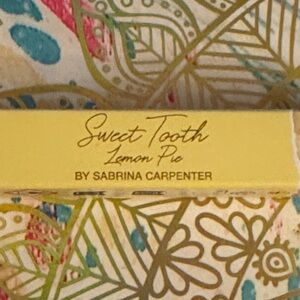 Sweet Tooth
Lemon Pie
BY SABRINA CARPENTER